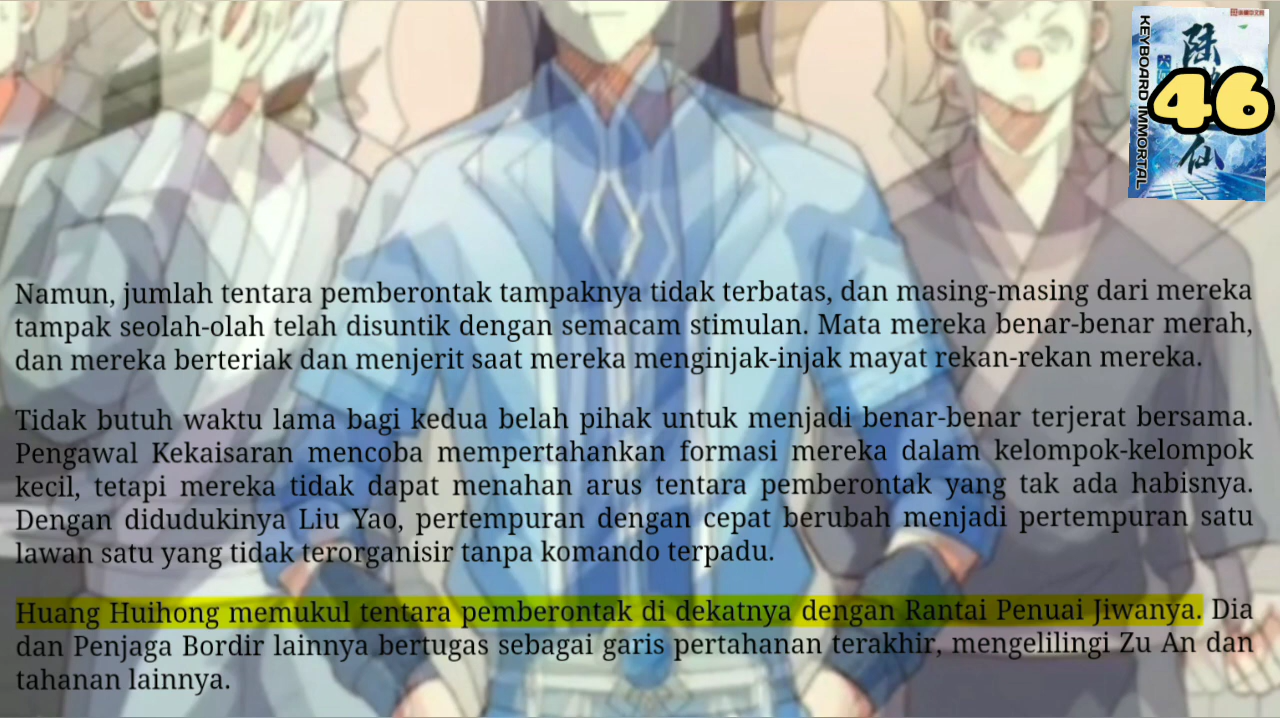 KEYBOARD IMMORTAL
46
仙
Namun, jumlah tentara pemberontak tampaknya tidak terbatas, dan masing-masing dari mereka
tampak seolah-olah telah disuntik dengan semacam stimulan. Mata mereka benar-benar merah,
dan mereka berteriak dan menjerit saat mereka menginjak-injak mayat rekan-rekan mereka.
Tidak butuh waktu lama bagi kedua belah pihak untuk menjadi benar-benar terjerat bersama.
Pengawal Kekaisaran mencoba mempertahankan formasi mereka dalam kelompok-kelompok
kecil, tetapi mereka tidak dapat menahan arus tentara pemberontak yang tak ada habisnya.
Dengan didudukinya Liu Yao, pertempuran dengan cepat berubah menjadi pertempuran satu
lawan satu yang tidak terorganisir tanpa komando terpadu.
Huang Huihong memukul tentara pemberontak di dekatnya dengan Rantai Penuai Jiwanya. Dia
dan Penjaga Bordir lainnya bertugas sebagai garis pertahanan terakhir, mengelilingi Zu An dan
tahanan lainnya.